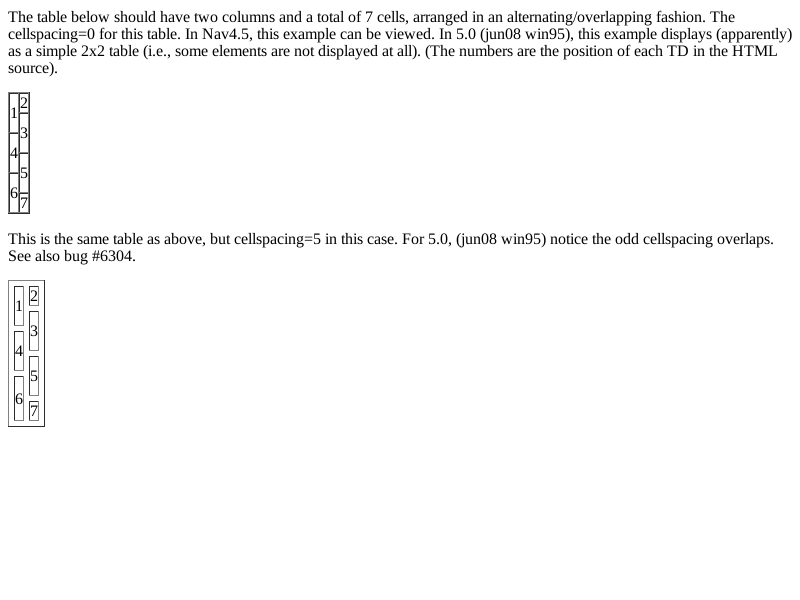 The table below should have two columns and a total of 7 cells, arranged in an alternating/overlapping fashion. The
cellspacing=0 for this table. In Nav4.5, this example can be viewed. In 5.0 (jun08 win95), this example displays (apparently)
as a simple 2x2 table (i.e., some elements are not displayed at all). (The numbers are the position of each TD in the HTML
source).
2
1
3
4
5
6
7
This is the same table as above, but cellspacing=5 in this case. For 5.0, (jun08 win95) notice the odd cellspacing overlaps.
See also bug #6304.
2
1
3
4
5
6
7